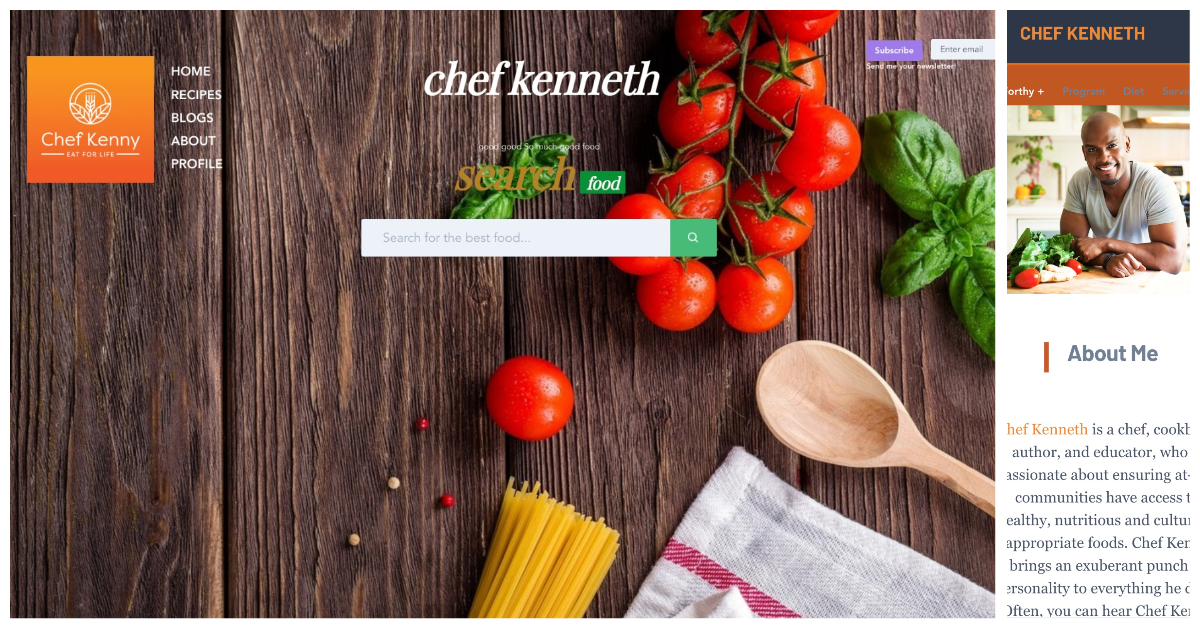 Chef Kenny
EAT FOR LIFE
HOME
RECIPES
BLOGS
ABOUT
PROFILE
chef kenneth
good good So much good food
search food
Search for the best food...
Subscribe
Enter email
Send me your newsletter!
CHEF KENNETH
orthy +
Program
Diet
Servi
About Me
hef Kenneth is a chef, cookb
author, and educator, who
assionate about ensuring at-
communities have access t
ealthy, nutritious and cultur
appropriate foods. Chef Ken
brings an exuberant punch
ersonality to everything he d
Often, you can hear Chef Ke